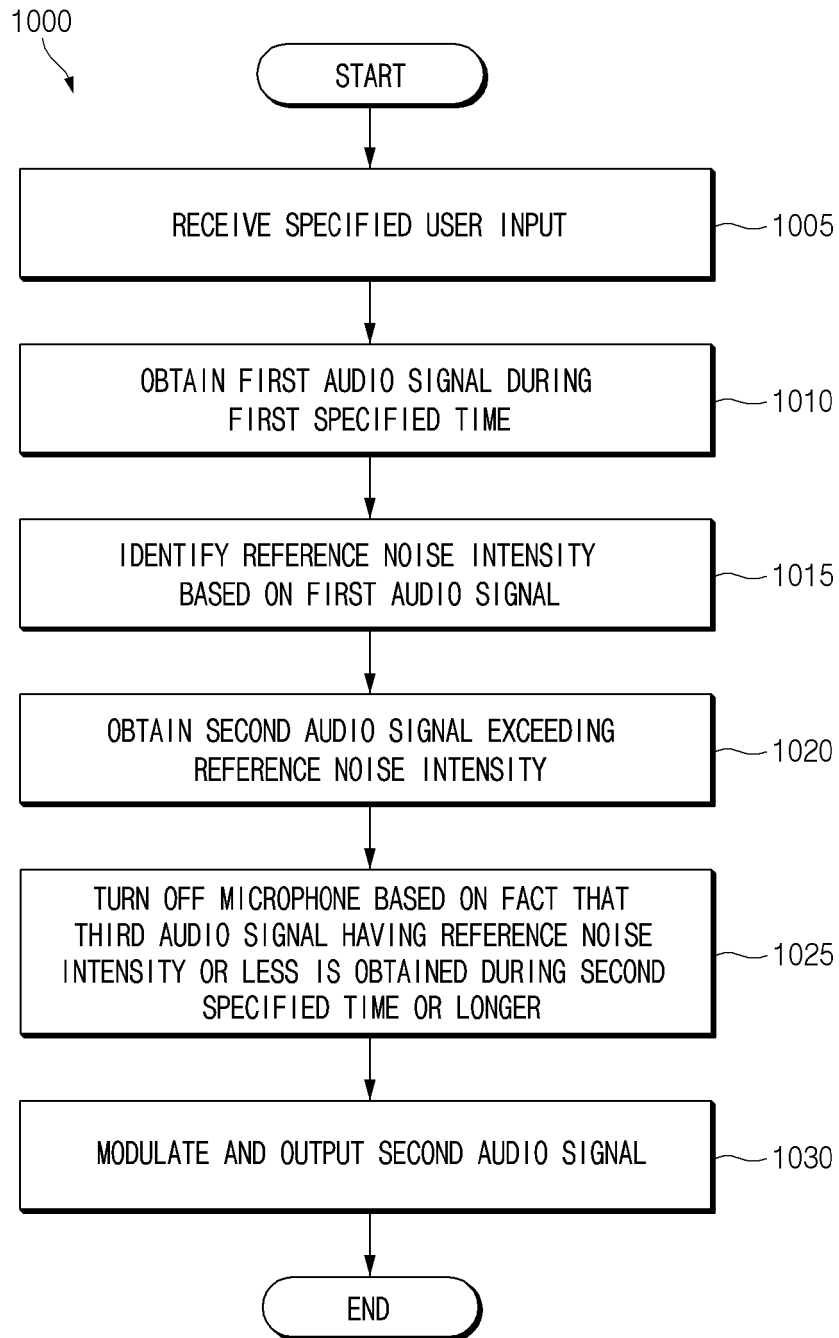 1000
START
RECEIVE SPECIFIED USER INPUT
1005
OBTAIN FIRST AUDIO SIGNAL DURING
FIRST SPECIFIED TIME
1010
IDENTIFY REFERENCE NOISE INTENSITY
BASED ON FIRST AUDIO SIGNAL
1015
OBTAIN SECOND AUDIO SIGNAL EXCEEDING
REFERENCE NOISE INTENSITY
1020
TURN OFF MICROPHONE BASED ON FACT THAT
THIRD AUDIO SIGNAL HAVING REFERENCE NOISE
INTENSITY OR LESS IS OBTAINED DURING SECOND
SPECIFIED TIME OR LONGER
1025
MODULATE AND OUTPUT SECOND AUDIO SIGNAL
1030
END